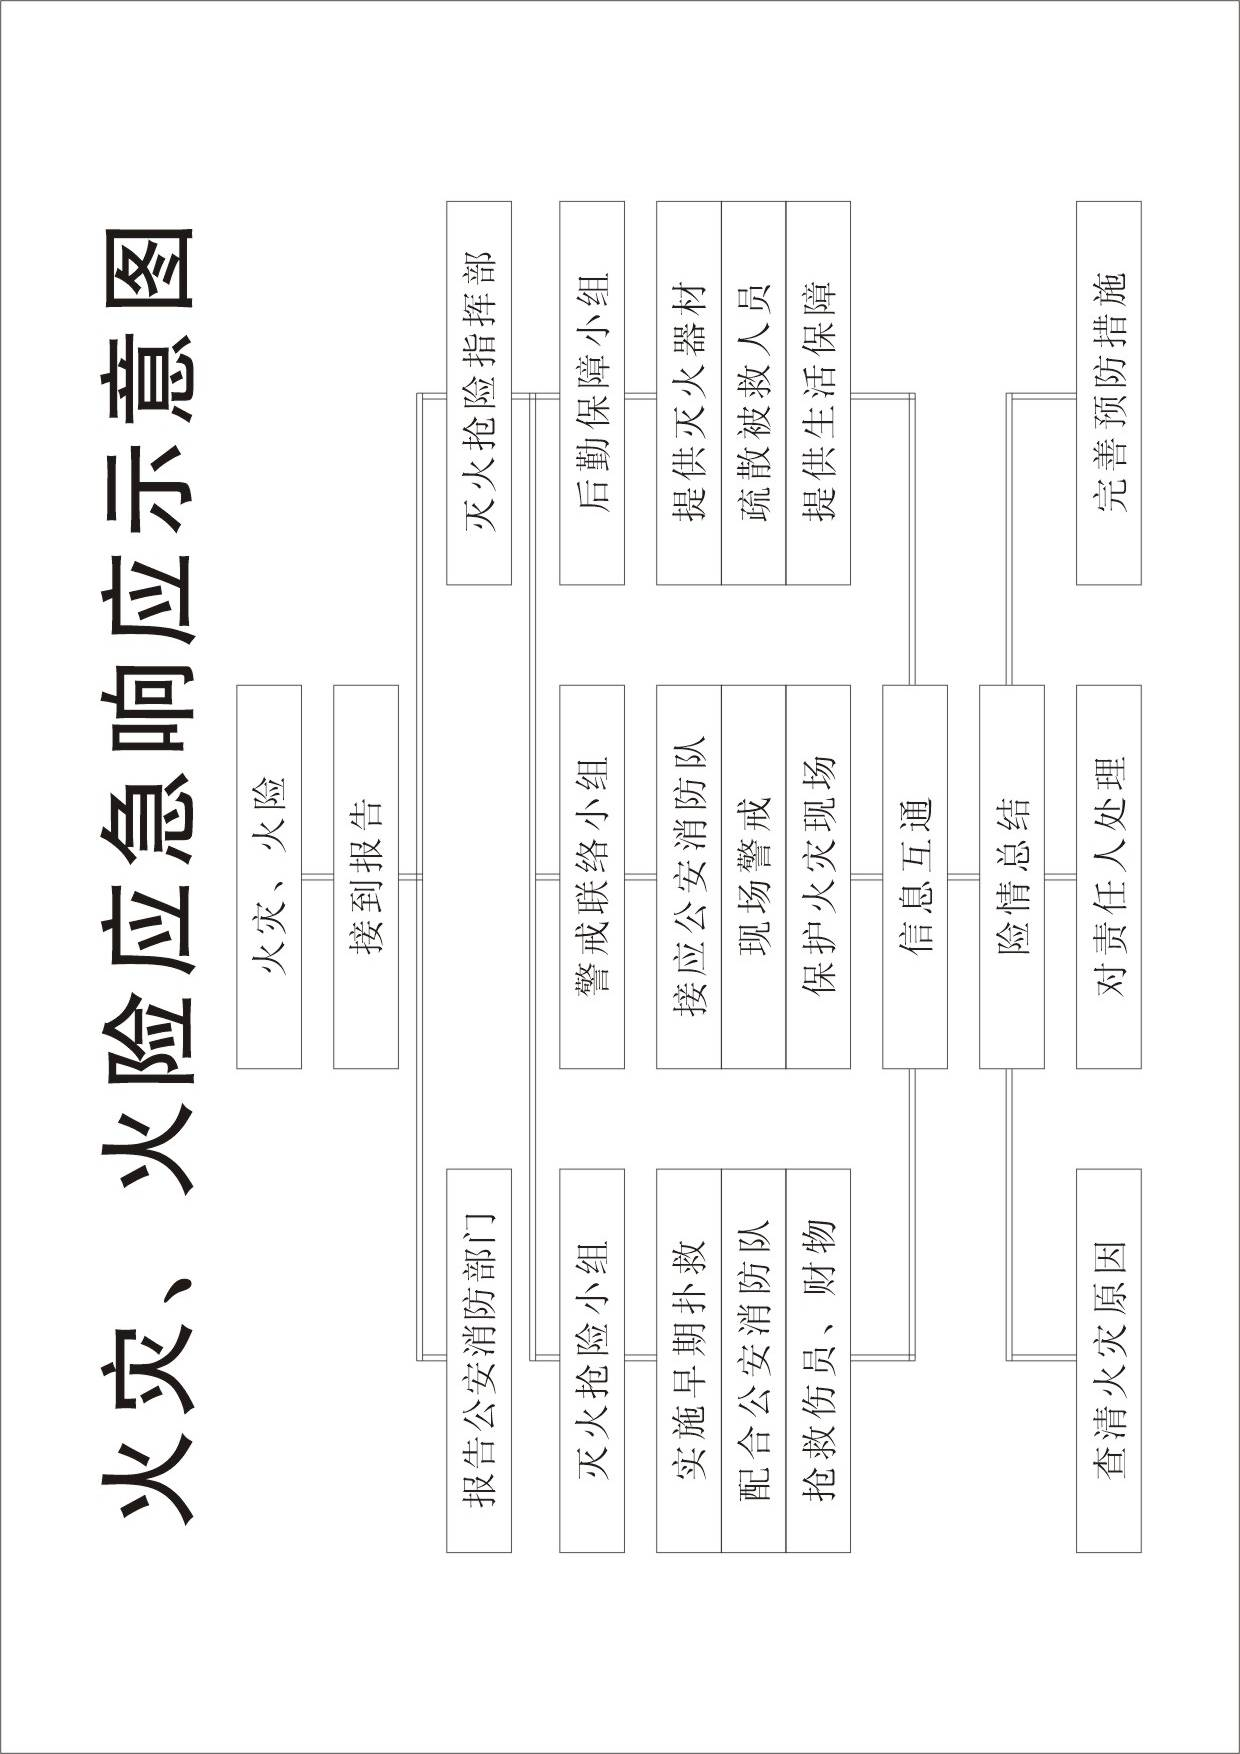 火灾、火险应急响应示意图
火灾、火险
接到报告
报告公安消防部门
灭火抢险指挥部
灭火抢险小组
警戒联络小组
后勤保障小组
实施早期扑救
配合公安消防队
抢救伤员、财物
接应公安消防队
现场警戒
保护火灾现场
提供灭火器材
疏散被救人员
提供生活保障
信息互通
险情总结
查清火灾原因
对责任人处理
完善预防措施